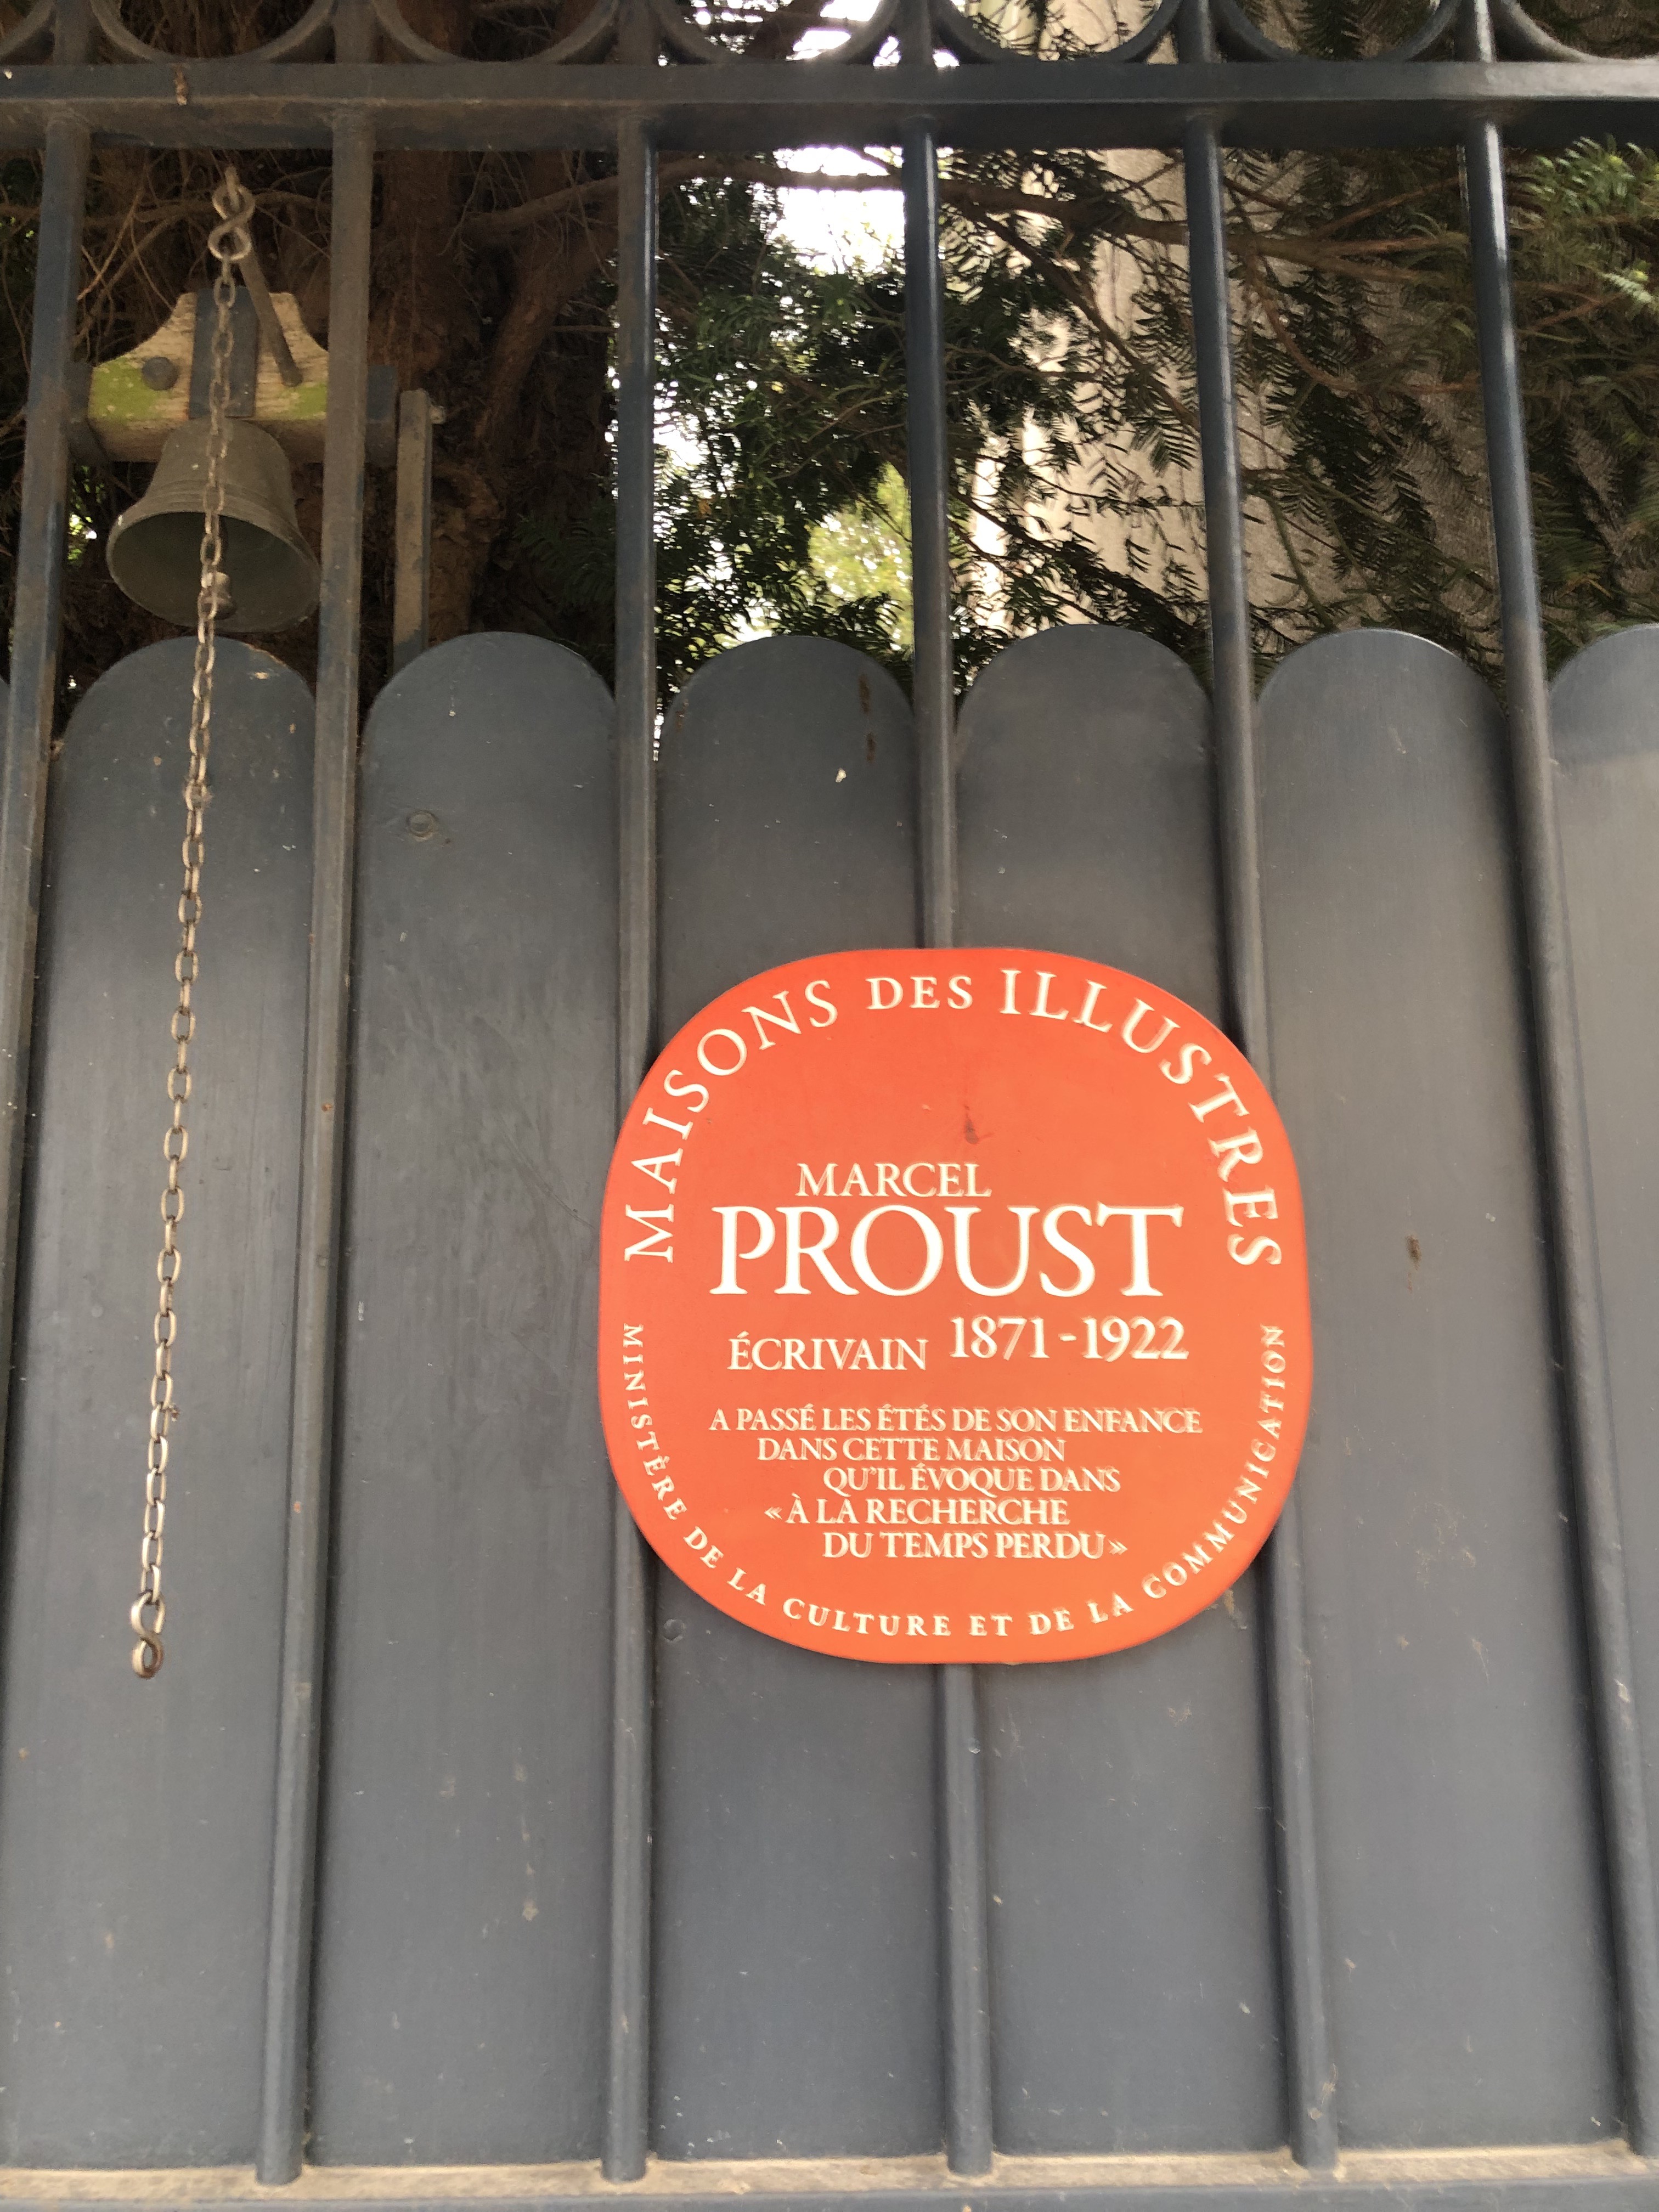 MAISONS DES ILLUSTRES
MARCEL
PROUST
ÉCRIVAIN 1871-1922
A PASSÉ LES ÉTÉS DE SON ENFANCE
DANS CETTE MAISON
QU'IL ÉVOQUE DANS
« À LA RECHERCHE
DU TEMPS PERDU »
MINISTÈRE DE LA CULTURE ET DE LA COMMUNICATION